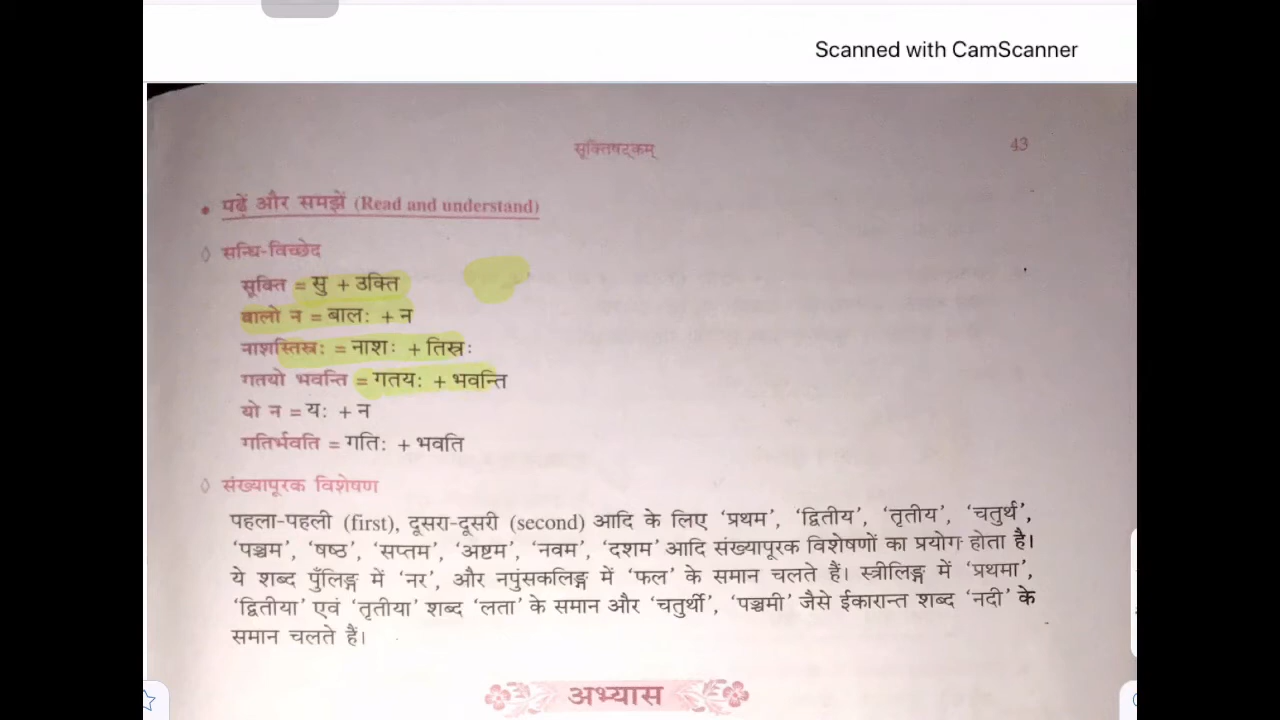 Scanned with CamScanner
सूक्तिषट्कम् 43
• पढ़ें और समझें (Read and understand)
◊ सन्धि-विच्छेद
सूक्ति = सु + उक्ति
बालो न = बालः + न
नाशस्तिस्रः = नाशः + तिस्रः
गतयो भवन्ति = गतयः + भवन्ति
यो न = यः + न
गतिर्भवति = गतिः + भवति
◊ संख्यापूरक विशेषण
पहला-पहली (first), दूसरा-दूसरी (second) आदि के लिए ‘प्रथम’, ‘द्वितीय’, ‘तृतीय’, ‘चतुर्थ’,
‘पञ्चम’, ‘षष्ठ’, ‘सप्तम’, ‘अष्टम’, ‘नवम’, ‘दशम’ आदि संख्यापूरक विशेषणों का प्रयोग होता है।
ये शब्द पुँलिङ्ग में ‘नर’, और नपुंसकलिङ्ग में ‘फल’ के समान चलते हैं। स्त्रीलिङ्ग में ‘प्रथमा’,
‘द्वितीया’ एवं ‘तृतीया’ शब्द ‘लता’ के समान और ‘चतुर्थी’, ‘पञ्चमी’ जैसे ईकारान्त शब्द ‘नदी’ के
समान चलते हैं।
अभ्यास